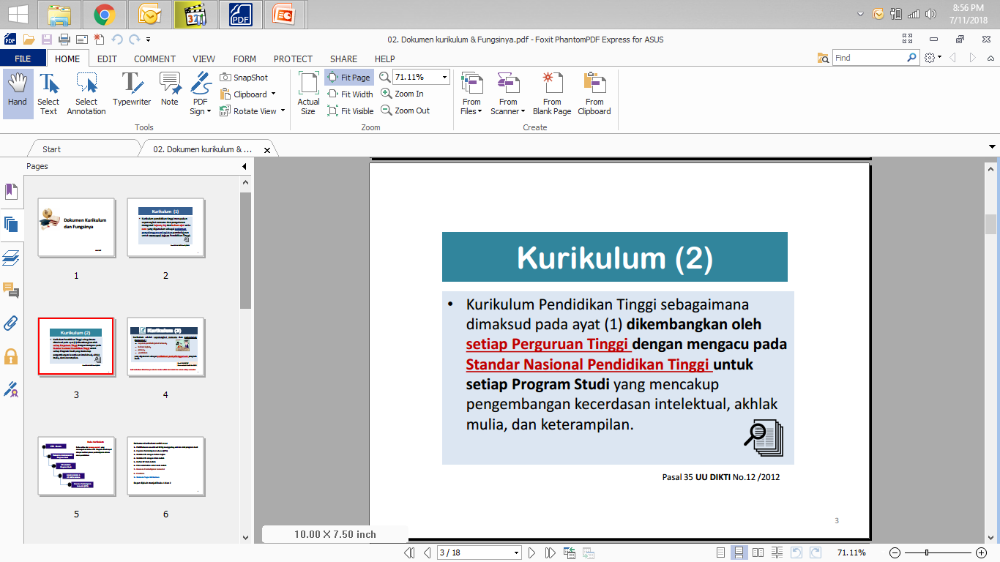 8:56 PM
7/11/2018
02. Dokumen kurikulum & Fungsinya.pdf - Foxit PhantomPDF Express for ASUS
FILE HOME EDIT COMMENT VIEW FORM PROTECT SHARE HELP
Find
Hand
Select Text
Select Annotation
Typewriter
Note
PDF Sign
SnapShot
Clipboard
Rotate View
Tools
Actual Size
Fit Page
Fit Width
Fit Visible
71.11%
Zoom In
Zoom Out
Zoom
From Files
From Scanner
From Blank Page
From Clipboard
Create
Start
02. Dokumen kurikulum & ...
Pages
Dokumen Kurikulum
dan Fungsinya
1
Kurikulum (1)
2
Kurikulum (2)
3
Kurikulum (3)
4
5
6
Kurikulum (2)
• Kurikulum Pendidikan Tinggi sebagaimana
dimaksud pada ayat (1) dikembangkan oleh
setiap Perguruan Tinggi dengan mengacu pada
Standar Nasional Pendidikan Tinggi untuk
setiap Program Studi yang mencakup
pengembangan kecerdasan intelektual, akhlak
mulia, dan keterampilan.
Pasal 35 UU DIKTI No.12 /2012
3
10.00 X 7.50 inch
3 / 18
71.11%